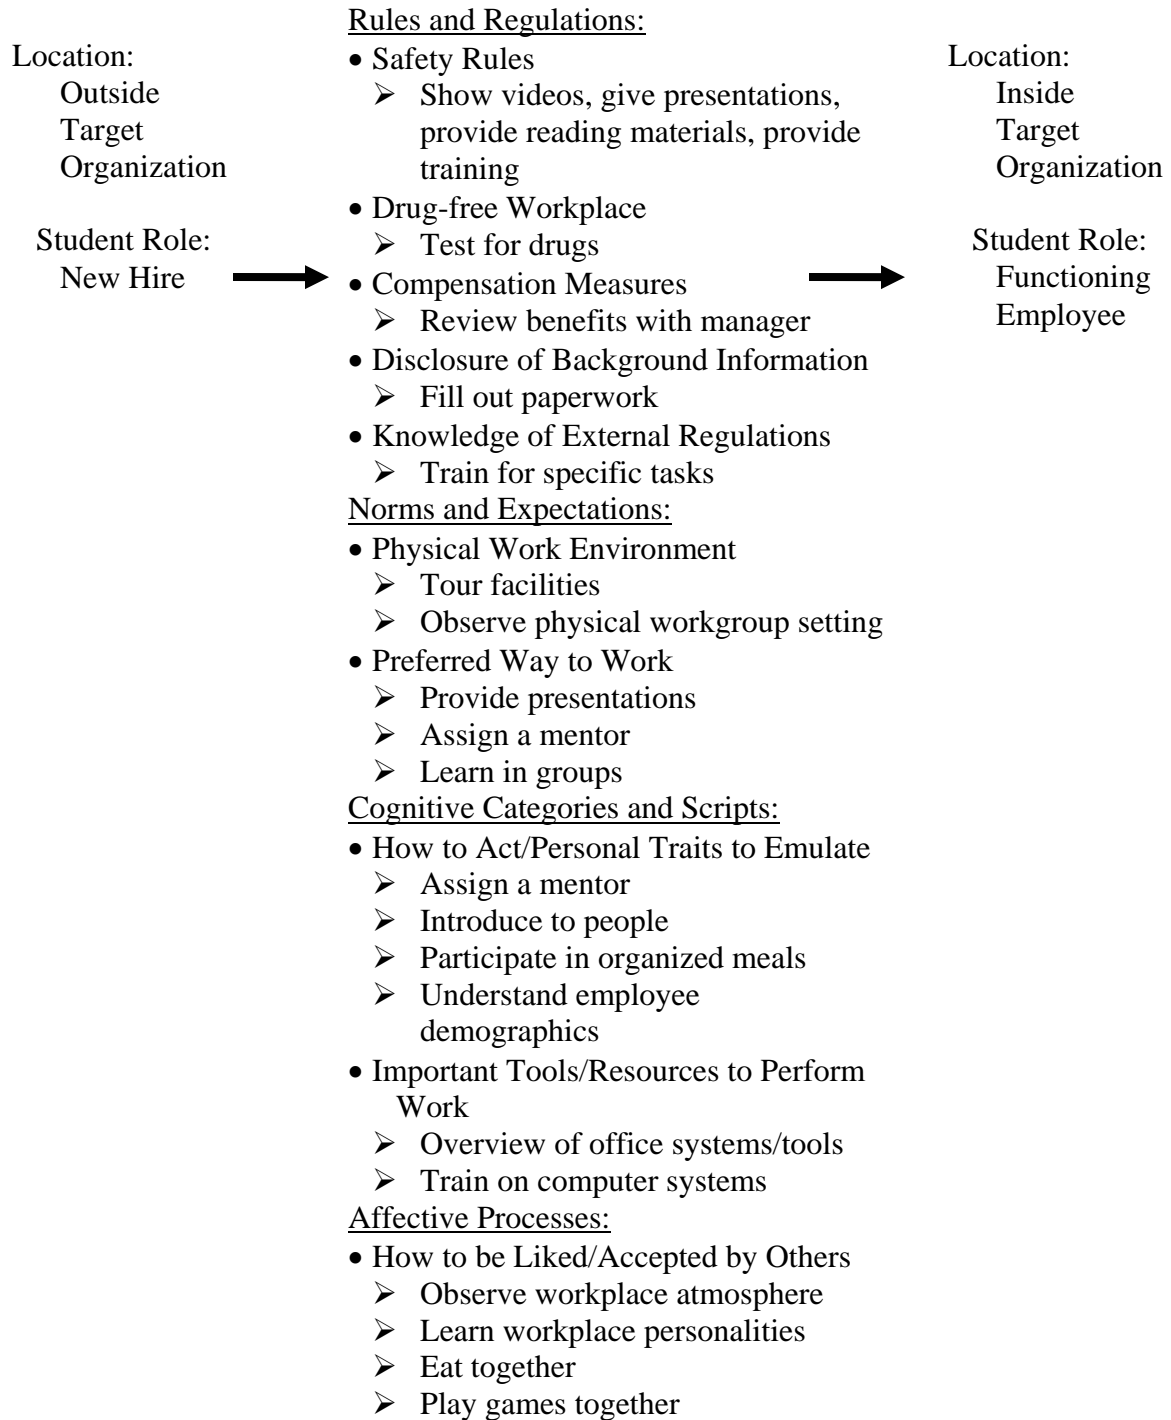 Location:
Outside
Target
Organization
Student Role:
New Hire
Rules and Regulations:
• Safety Rules
➢ Show videos, give presentations,
provide reading materials, provide
training
• Drug-free Workplace
➢ Test for drugs
• Compensation Measures
➢ Review benefits with manager
• Disclosure of Background Information
➢ Fill out paperwork
• Knowledge of External Regulations
➢ Train for specific tasks
Norms and Expectations:
• Physical Work Environment
➢ Tour facilities
➢ Observe physical workgroup setting
• Preferred Way to Work
➢ Provide presentations
➢ Assign a mentor
➢ Learn in groups
Cognitive Categories and Scripts:
• How to Act/Personal Traits to Emulate
➢ Assign a mentor
➢ Introduce to people
➢ Participate in organized meals
➢ Understand employee
demographics
• Important Tools/Resources to Perform
Work
➢ Overview of office systems/tools
➢ Train on computer systems
Affective Processes:
• How to be Liked/Accepted by Others
➢ Observe workplace atmosphere
➢ Learn workplace personalities
➢ Eat together
➢ Play games together
Location:
Inside
Target
Organization
Student Role:
Functioning
Employee